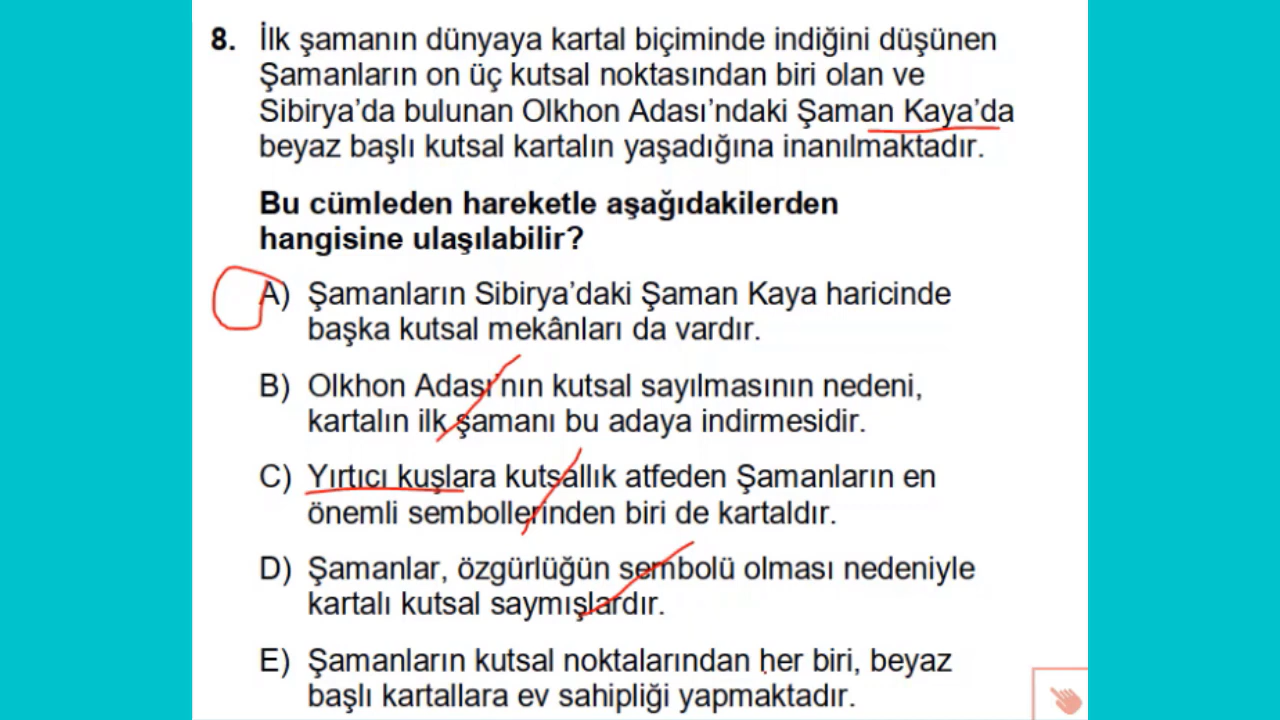 8. İlk şamanın dünyaya kartal biçiminde indiğini düşünen
Şamanların on üç kutsal noktasından biri olan ve
Sibirya’da bulunan Olkhon Adası’ndaki Şaman Kaya’da
beyaz başlı kutsal kartalın yaşadığına inanılmaktadır.
Bu cümleden hareketle aşağıdakilerden
hangisine ulaşılabilir?
A) Şamanların Sibirya’daki Şaman Kaya haricinde
başka kutsal mekânları da vardır.
B) Olkhon Adası’nın kutsal sayılmasının nedeni,
kartalın ilk şamanı bu adaya indirmesidir.
C) Yırtıcı kuşlara kutsallık atfeden Şamanların en
önemli sembollerinden biri de kartaldır.
D) Şamanlar, özgürlüğün sembolü olması nedeniyle
kartalı kutsal saymışlardır.
E) Şamanların kutsal noktalarından her biri, beyaz
başlı kartallara ev sahipliği yapmaktadır.